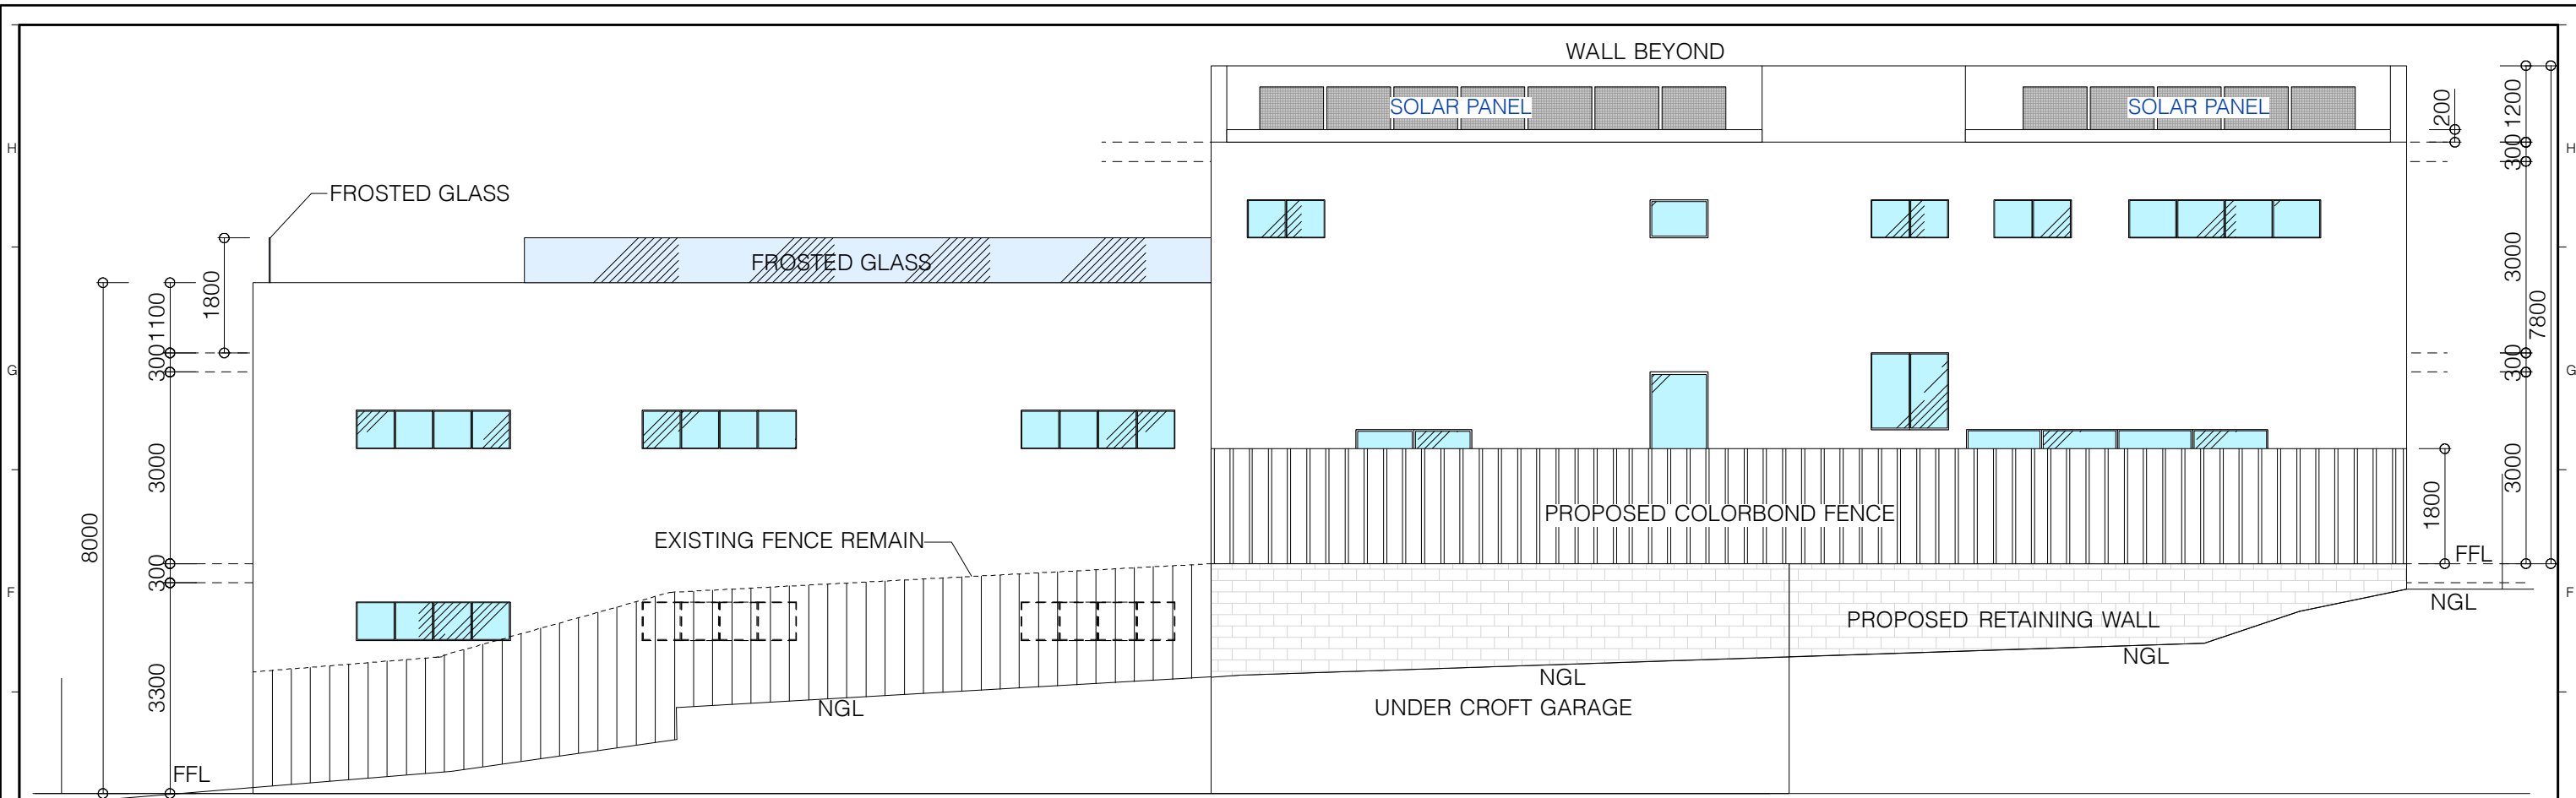 WALL BEYOND
SOLAR PANEL
SOLAR PANEL
200
1200
H
300
H
FROSTED GLASS
FROSTED GLASS
1800
1100
3000
7800
300
G
300
G
3000
3000
8000
PROPOSED COLORBOND FENCE
1800
EXISTING FENCE REMAIN
FFL
300
F
F
NGL
PROPOSED RETAINING WALL
NGL
NGL
3300
NGL
UNDER CROFT GARAGE
FFL